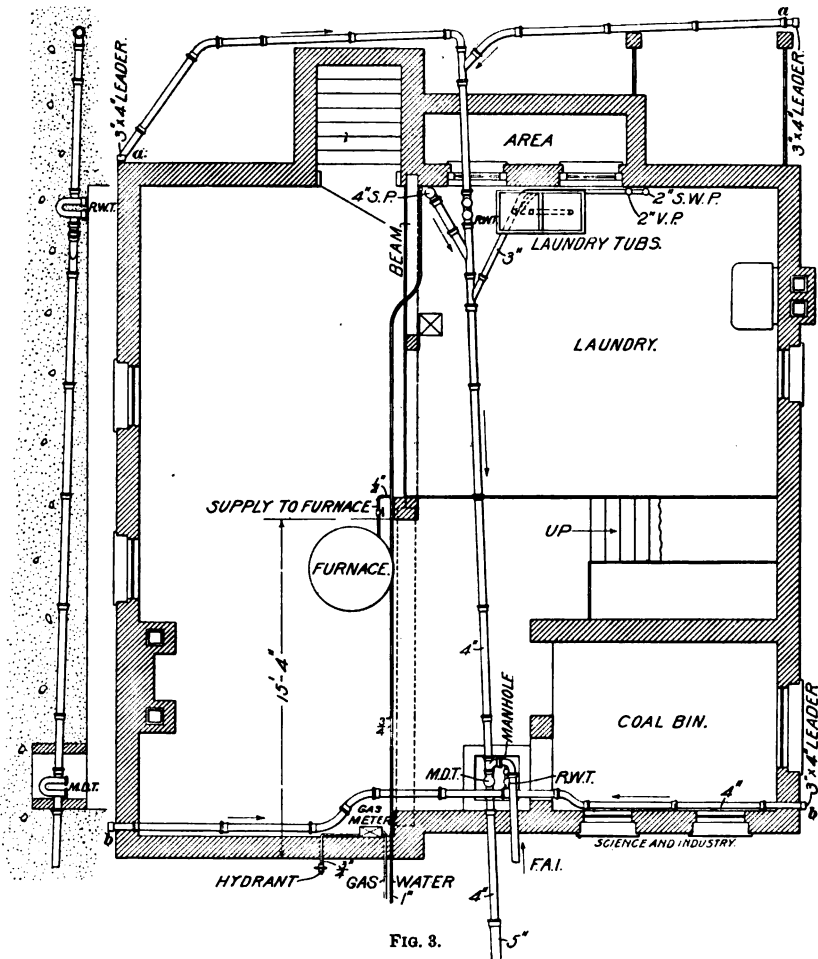 a
3"x4" LEADER.
a
3"x4" LEADER.
AREA
4" S.P.
R.W.T.
R.W.T.
2" S.W.P.
2" V.P.
3"
LAUNDRY TUBS.
BEAM.
LAUNDRY.
SUPPLY TO FURNACE
UP
FURNACE.
15'-4"
4"
MANHOLE
COAL BIN.
3"x4" LEADER
M.D.T.
M.D.T.
R.W.T.
4"
b
b
GAS
METER
SCIENCE AND INDUSTRY.
HYDRANT
3/4"
GAS
WATER
1"
4"
F.A.I.
5"
FIG. 3.